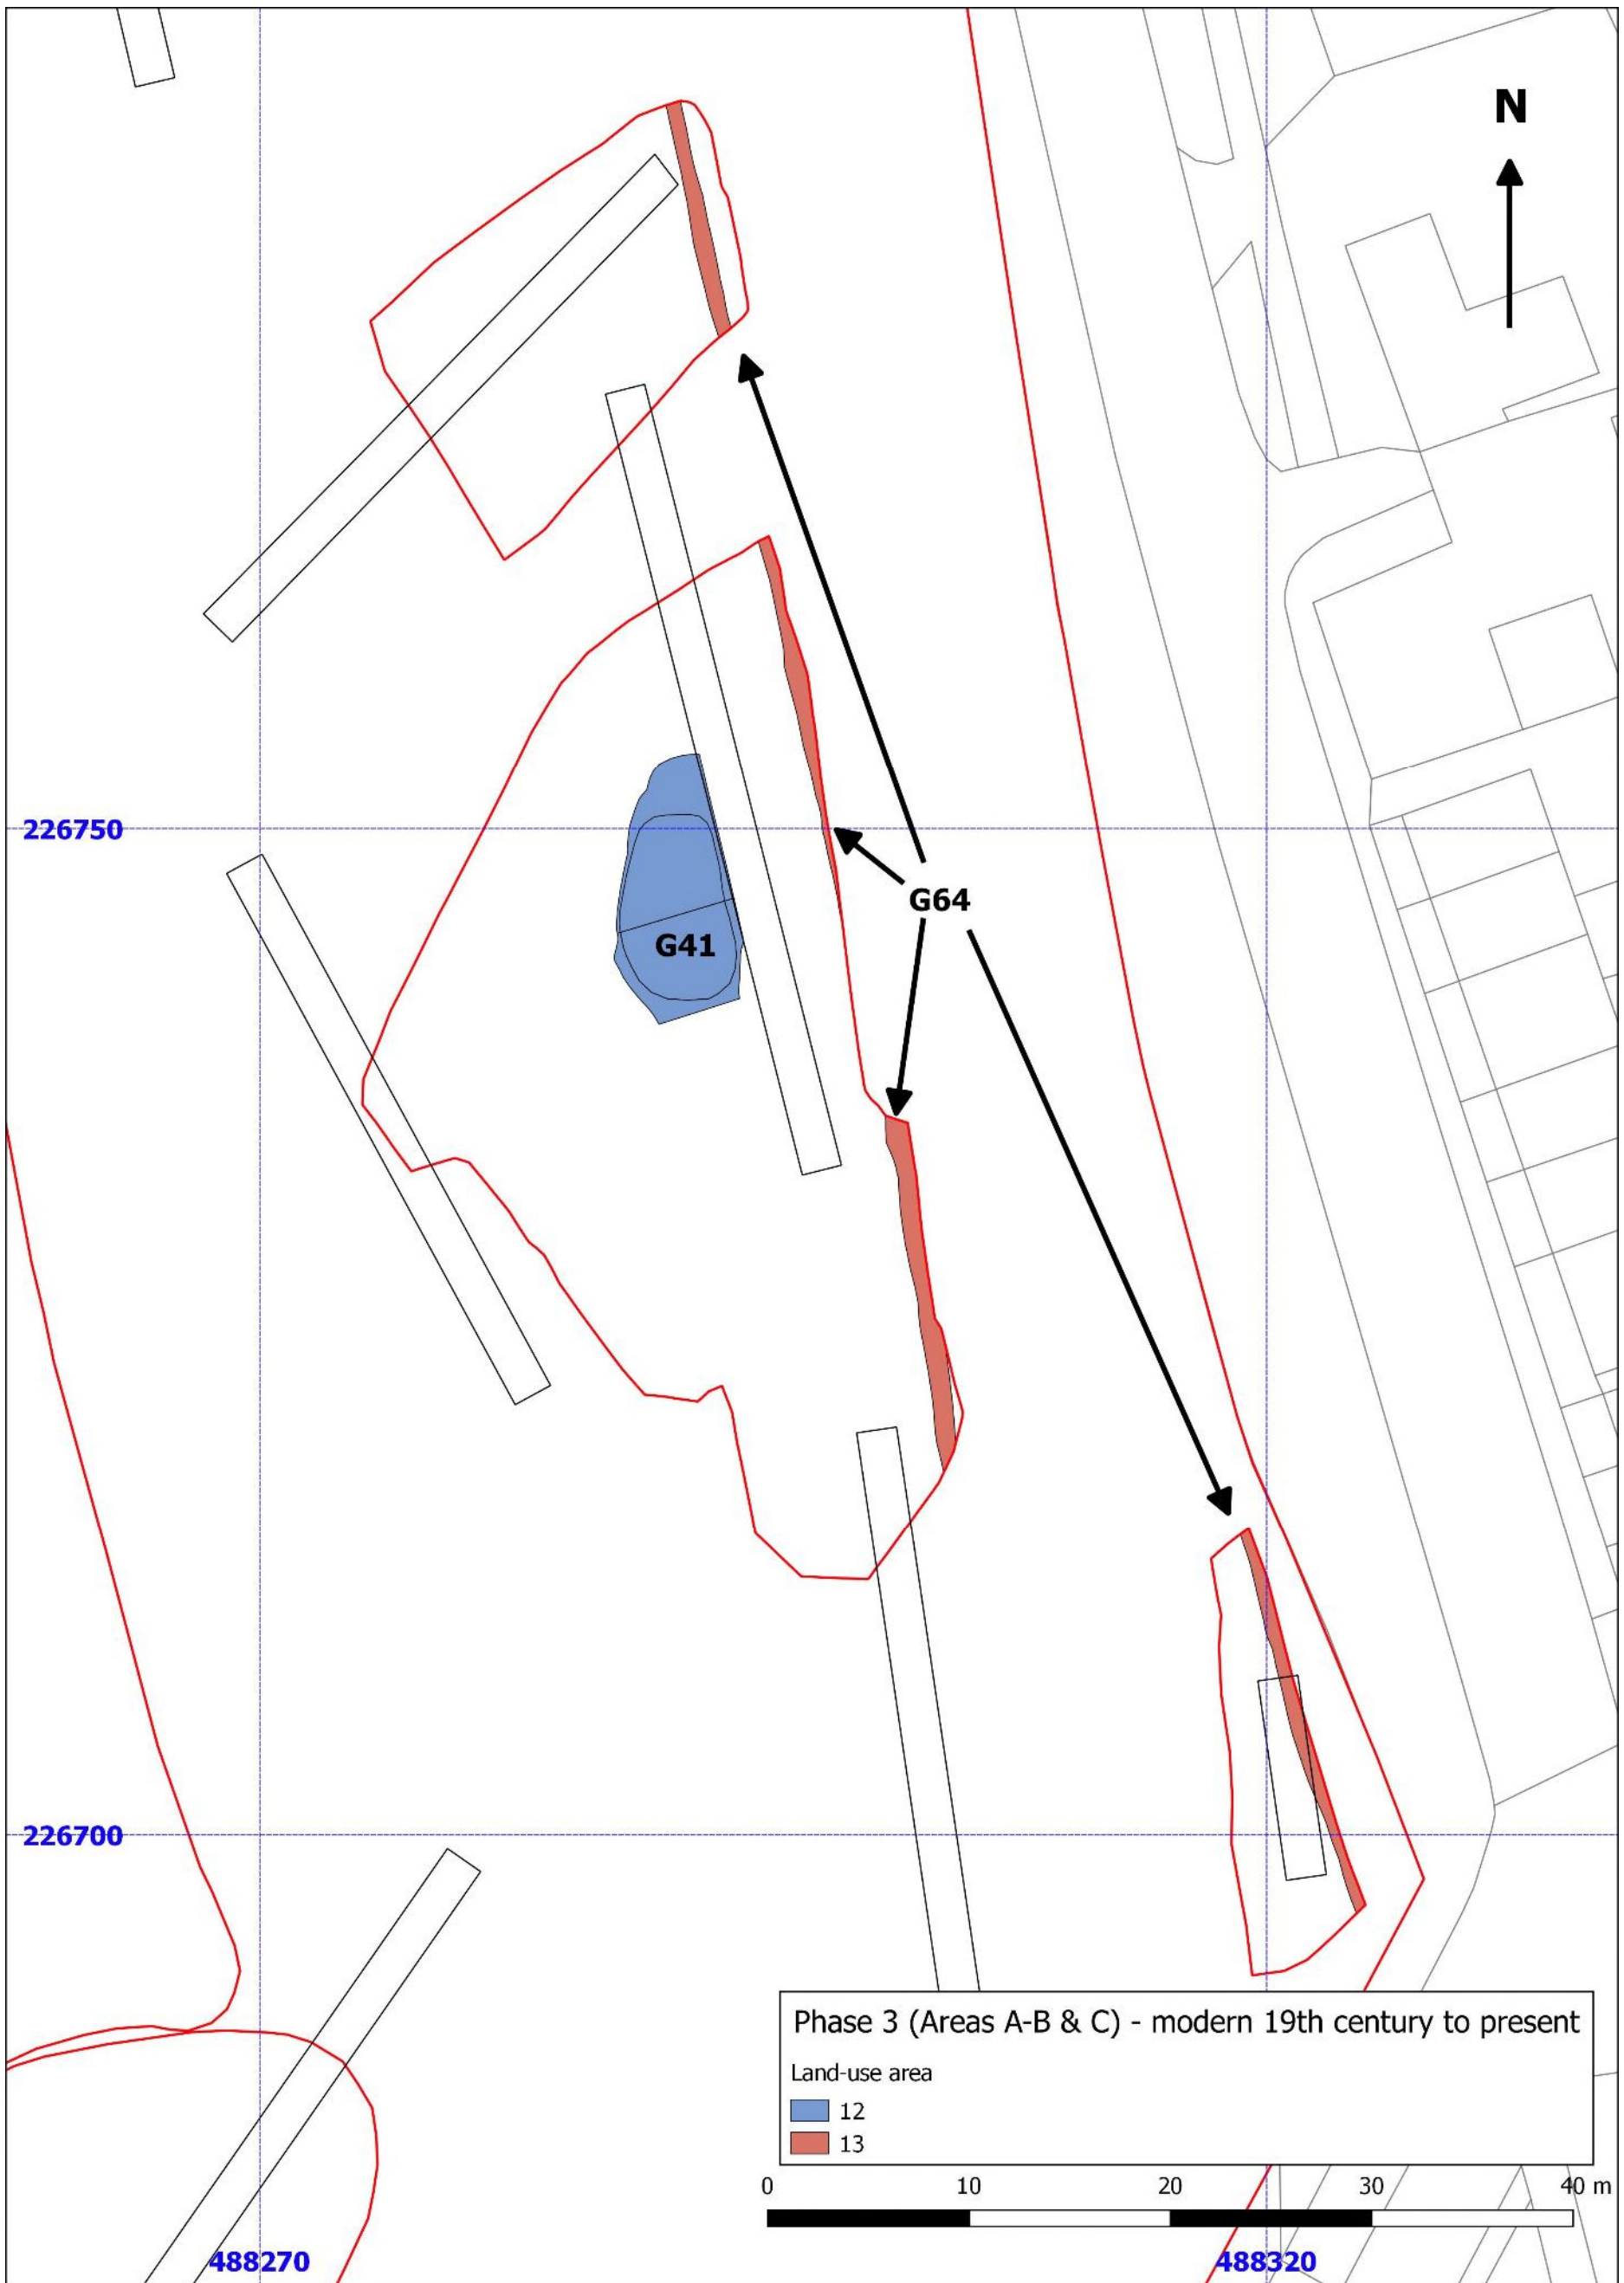 N
226750
G64
G41
226700
Phase 3 (Areas A-B & C) - modern 19th century to present
Land-use area
12
13
0 10 20 30 40 m
488270 488320